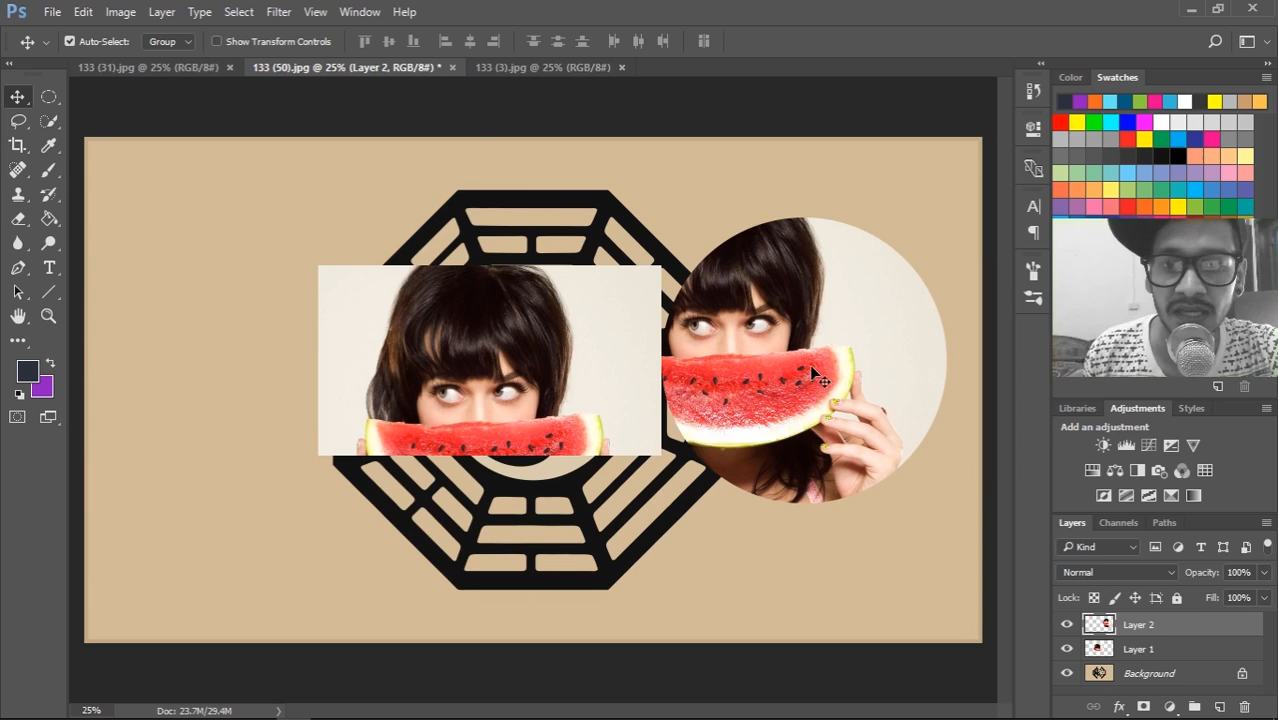 Ps File Edit Image Layer Type Select Filter View Window Help
Auto-Select: Group Show Transform Controls
133 (31).jpg @ 25% (RGB/8#) × 133 (50).jpg @ 25% (Layer 2, RGB/8#) * × 133 (3).jpg @ 25% (RGB/8#) ×
Color Swatches
Libraries Adjustments Styles
Add an adjustment
Layers Channels Paths
Kind
Normal Opacity: 100%
Lock: Fill: 100%
Layer 2
Layer 1
Background
25% Doc: 23.7M/29.4M